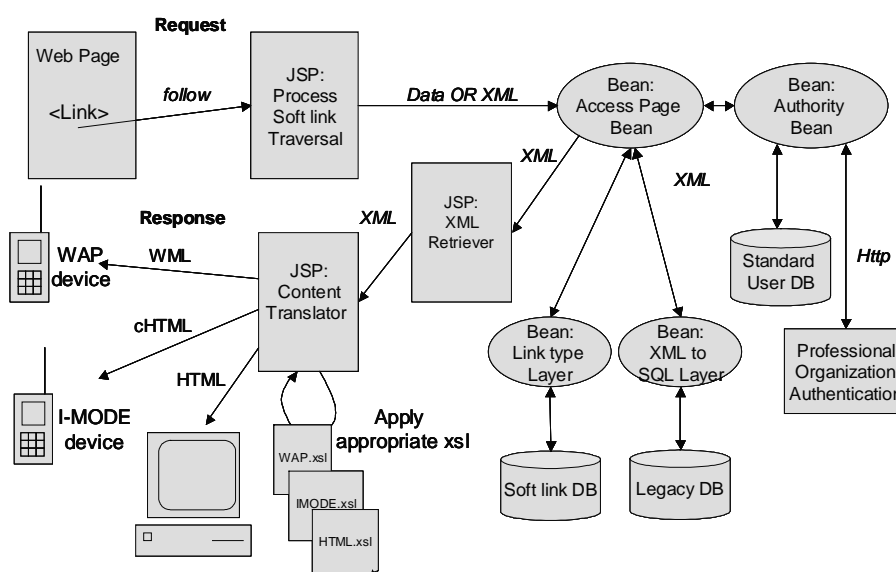 Request
Web Page
<Link>
follow
JSP:
Process
Soft link
Traversal
Data OR XML
Bean:
Access Page
Bean
Bean:
Authority
Bean
XML
JSP:
XML
Retriever
XML
XML
Response
WAP
device
WML
JSP:
Content
Translator
cHTML
HTML
I-MODE
device
Apply
appropriate xsl
WAP.xsl
IMODE.xsl
HTML.xsl
Bean:
Link type
Layer
Bean:
XML to
SQL Layer
Soft link DB
Legacy DB
Standard
User DB
Http
Professional
Organization
Authentication